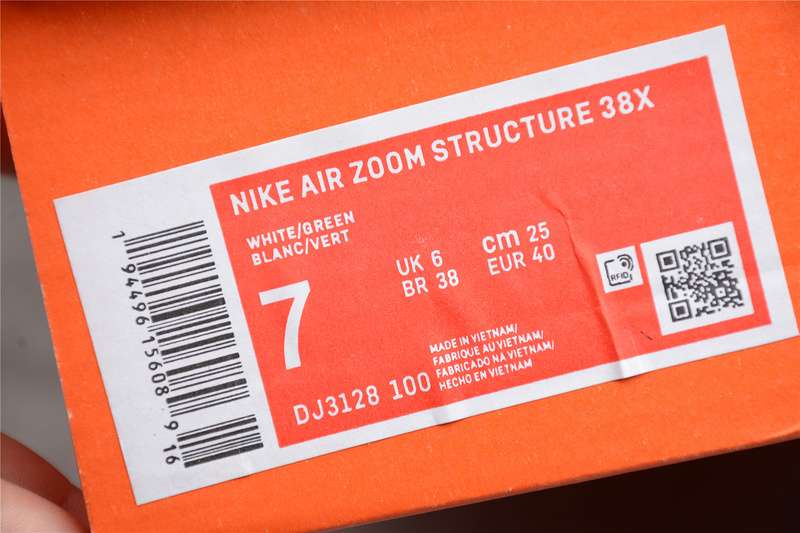 NIKE AIR ZOOM STRUCTURE 38X
WHITE/GREEN
BLANC/VERT
7
UK 6
BR 38
cm 25
EUR 40
RFID
DJ3128 100
MADE IN VIETNAM/
FABRIQUE AU VIETNAM/
FABRICADO NA VIETNAM/
HECHO EN VIETNAM
1 94496 15608 9 16